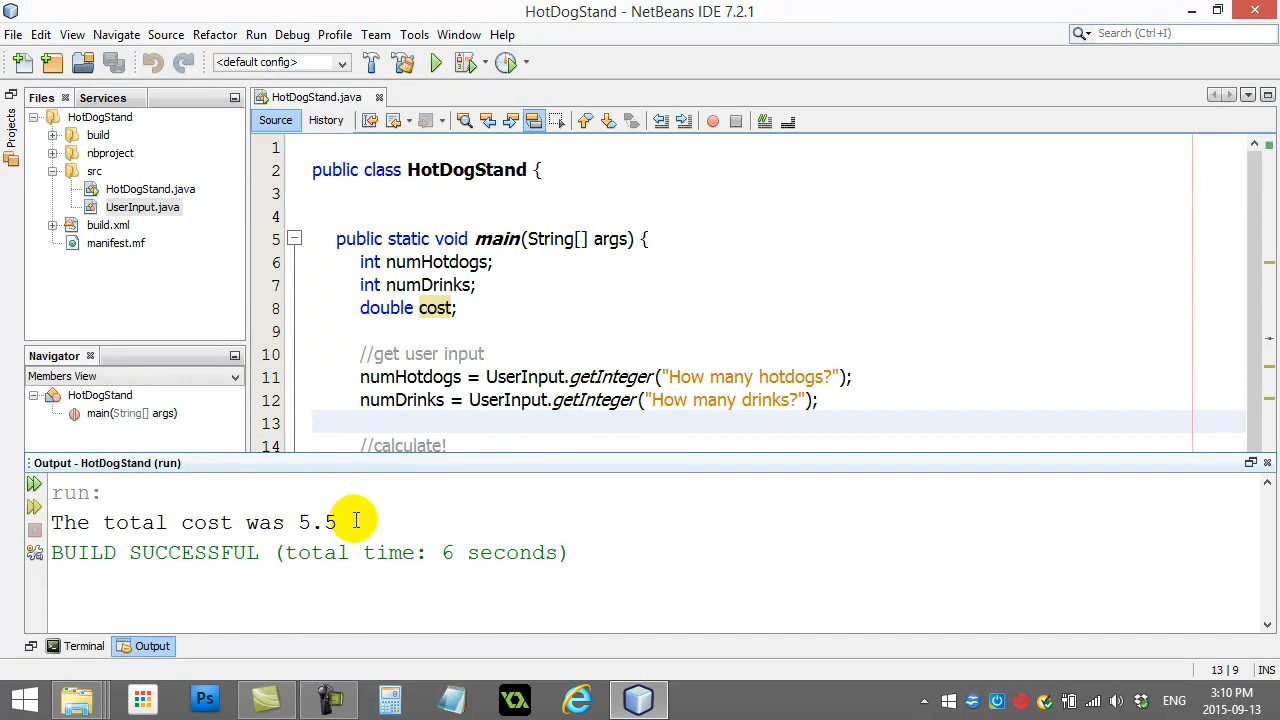 HotDogStand - NetBeans IDE 7.2.1
File Edit View Navigate Source Refactor Run Debug Profile Team Tools Window Help
Search (Ctrl+I)
<default config>
Projects
Files Services
HotDogStand
build
nbproject
src
HotDogStand.java
UserInput.java
build.xml
manifest.mf
Navigator
Members View
HotDogStand
main(String[] args)
HotDogStand.java
Source History
1
2 public class HotDogStand {
3
4
5 public static void main(String[] args) {
6 int numHotdogs;
7 int numDrinks;
8 double cost;
9
10 //get user input
11 numHotdogs = UserInput.getInteger("How many hotdogs?");
12 numDrinks = UserInput.getInteger("How many drinks?");
13
14 //calculate!
Output - HotDogStand (run)
run:
The total cost was 5.5
BUILD SUCCESSFUL (total time: 6 seconds)
Terminal Output
13 | 9 INS
Ps
ENG
3:10 PM
2015-09-13